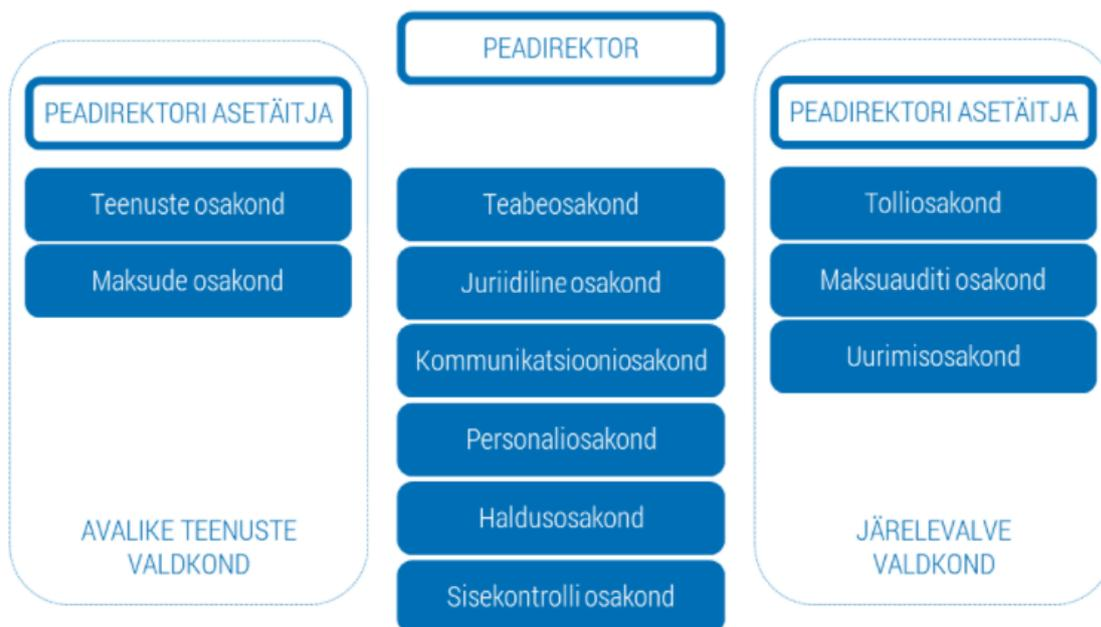 PEADIREKTOR
PEADIREKTORI ASETÄITJA
Teenuste osakond
Maksude osakond
AVALIKE TEENUSTE
VALDKOND
Teabeosakond
Juriidiline osakond
Kommunikatsiooniosakond
Personaliosakond
Haldusosakond
Sisekontrolli osakond
PEADIREKTORI ASETÄITJA
Tolliosakond
Maksuauditi osakond
Uurimisosakond
JÄRELEVALVE
VALDKOND